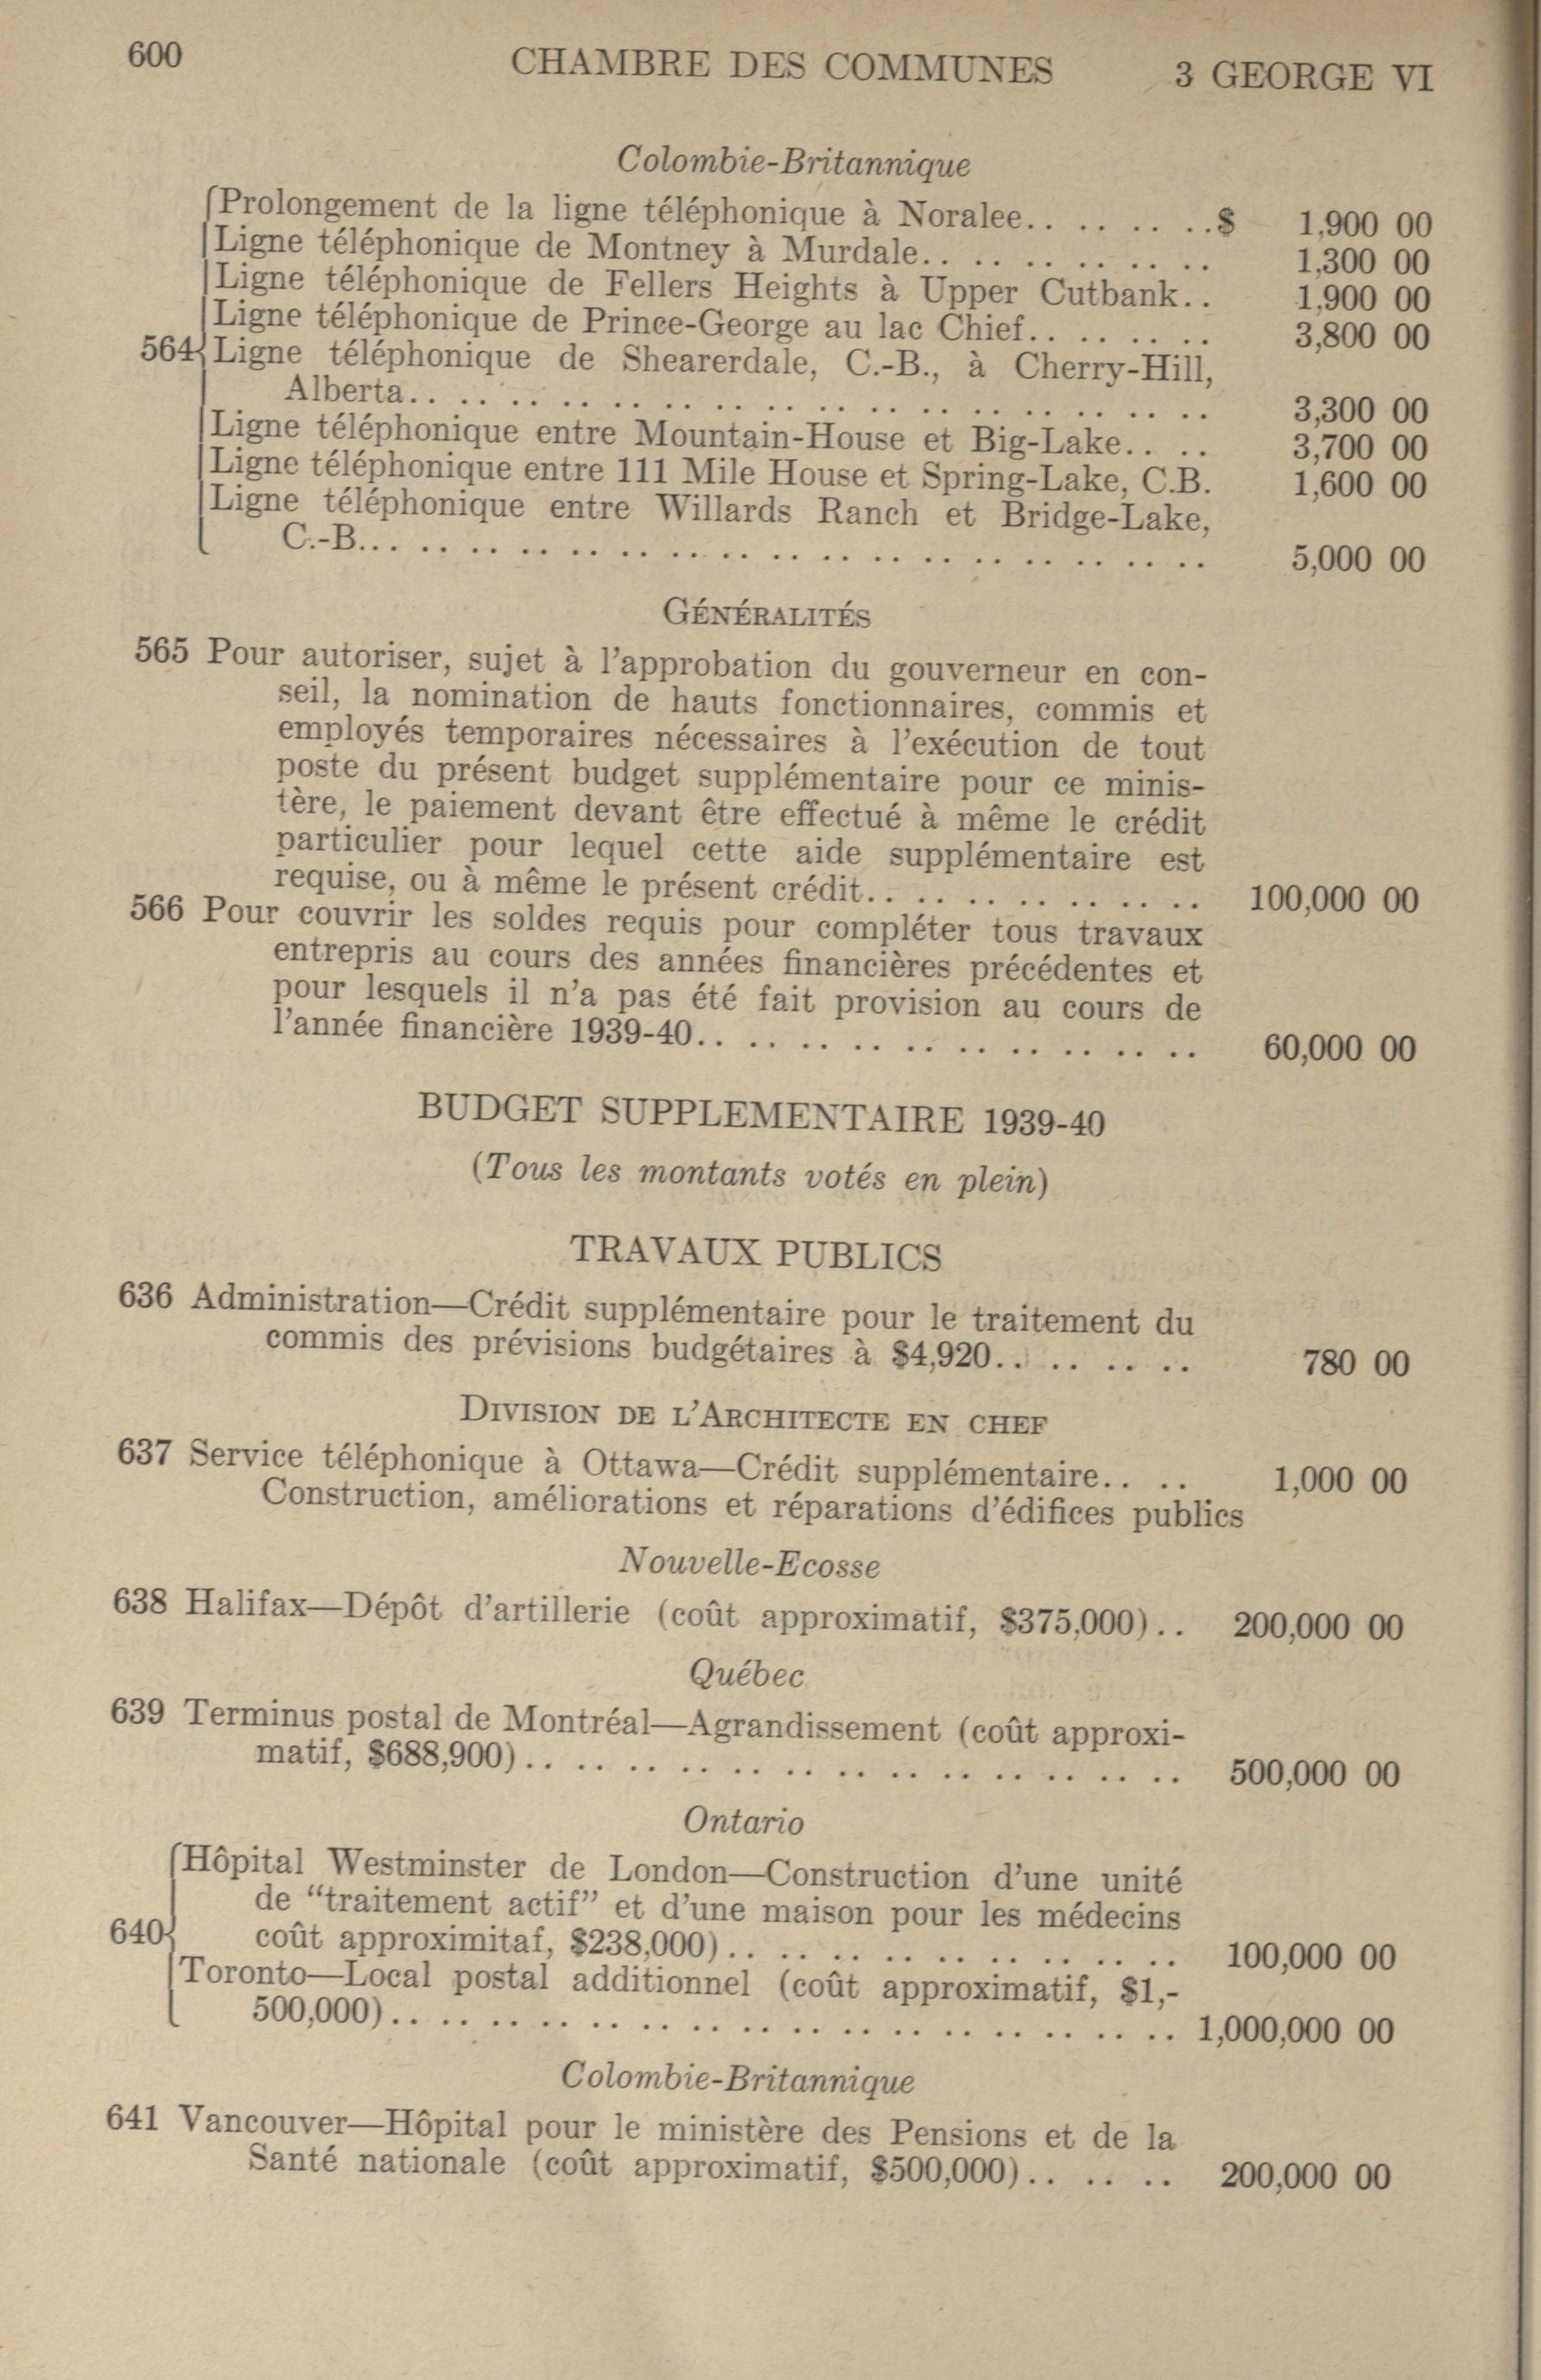 600 CHAMBRE DES COMMUNES 3 GEORGE VI
Colombie-Britannique
Prolongement de la ligne téléphonique à Noralee.. .. .. ..$ 1,900 00
Ligne téléphonique de Montney à Murdale.. .. .. .. .. .. 1,300 00
Ligne téléphonique de Fellers Heights à Upper Cutbank.. 1,900 00
Ligne téléphonique de Prince-George au lac Chief.. .. .. .. 3,800 00
564 Ligne téléphonique de Shearerdale, C.-B., à Cherry-Hill,
Alberta.. .. .. .. .. .. .. .. .. .. .. .. .. .. .. .. 3,300 00
Ligne téléphonique entre Mountain-House et Big-Lake.. .. 3,700 00
Ligne téléphonique entre 111 Mile House et Spring-Lake, C.B. 1,600 00
Ligne téléphonique entre Willards Ranch et Bridge-Lake,
C.-B... .. .. .. .. .. .. .. .. .. .. .. .. .. .. .. .. 5,000 00
GÉNÉRALITÉS
565 Pour autoriser, sujet à l'approbation du gouverneur en con-
seil, la nomination de hauts fonctionnaires, commis et
employés temporaires nécessaires à l'exécution de tout
poste du présent budget supplémentaire pour ce minis-
tère, le paiement devant être effectué à même le crédit
particulier pour lequel cette aide supplémentaire est
requise, ou à même le présent crédit.. .. .. .. .. .. .. 100,000 00
566 Pour couvrir les soldes requis pour compléter tous travaux
entrepris au cours des années financières précédentes et
pour lesquels il n'a pas été fait provision au cours de
l'année financière 1939-40.. .. .. .. .. .. .. .. .. .. 60,000 00
BUDGET SUPPLEMENTAIRE 1939-40
(Tous les montants votés en plein)
TRAVAUX PUBLICS
636 Administration—Crédit supplémentaire pour le traitement du
commis des prévisions budgétaires à $4,920.. .. .. .. 780 00
DIVISION DE L'ARCHITECTE EN CHEF
637 Service téléphonique à Ottawa—Crédit supplémentaire.. .. 1,000 00
Construction, améliorations et réparations d'édifices publics
Nouvelle-Ecosse
638 Halifax—Dépôt d'artillerie (coût approximatif, $375,000).. 200,000 00
Québec
639 Terminus postal de Montréal—Agrandissement (coût approxi-
matif, $688,900).. .. .. .. .. .. .. .. .. .. .. .. .. 500,000 00
Ontario
Hôpital Westminster de London—Construction d'une unité
de "traitement actif" et d'une maison pour les médecins
640 coût approximitaf, $238,000).. .. .. .. .. .. .. .. .. 100,000 00
Toronto—Local postal additionnel (coût approximatif, $1,-
500,000).. .. .. .. .. .. .. .. .. .. .. .. .. .. .. .. 1,000,000 00
Colombie-Britannique
641 Vancouver—Hôpital pour le ministère des Pensions et de la
Santé nationale (coût approximatif, $500,000).. .. .. 200,000 00